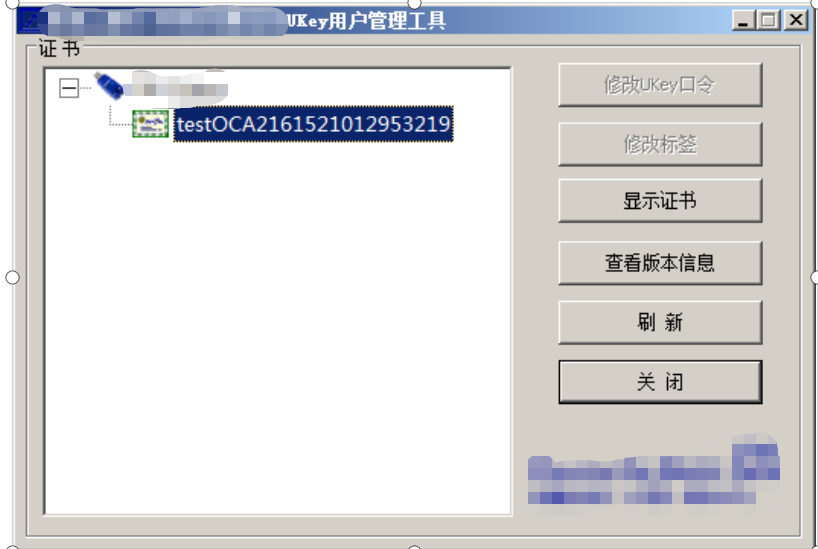 UKey用户管理工具
证书
testOCA2161521012953219
修改UKey口令
修改标签
显示证书
查看版本信息
刷 新
关 闭